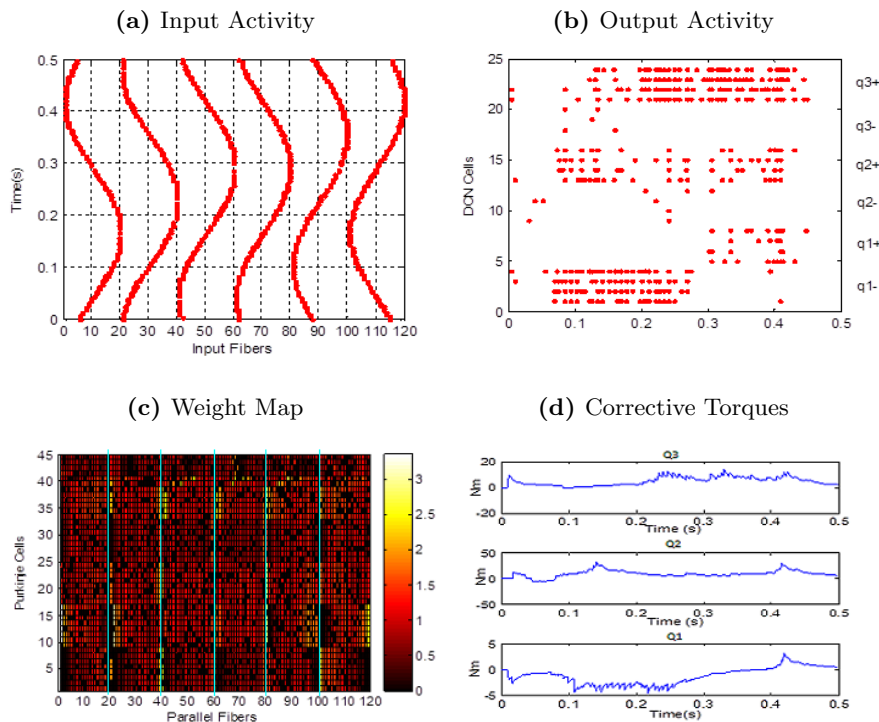 (a) Input Activity
0.5
0.4
0.3
0.2
0.1
0
Time(s)
0 10 20 30 40 50 60 70 80 90 100 110 120
Input Fibers
(b) Output Activity
25
20
15
10
5
0
DCN Cells
0 0.1 0.2 0.3 0.4 0.5
q3+
q3-
q2+
q2-
q1+
q1-
(c) Weight Map
45
40
35
30
25
20
15
10
5
Purkinje Cells
0 10 20 30 40 50 60 70 80 90 100 110 120
Parallel Fibers
3
2.5
2
1.5
1
0.5
0
(d) Corrective Torques
Q3
20
0
-20
Nm
0 0.1 0.2 0.3 0.4 0.5
Time (s)
Q2
50
0
-50
Nm
0 0.1 0.2 0.3 0.4 0.5
Time (s)
Q1
5
0
-5
Nm
0 0.1 0.2 0.3 0.4 0.5
Time(s)